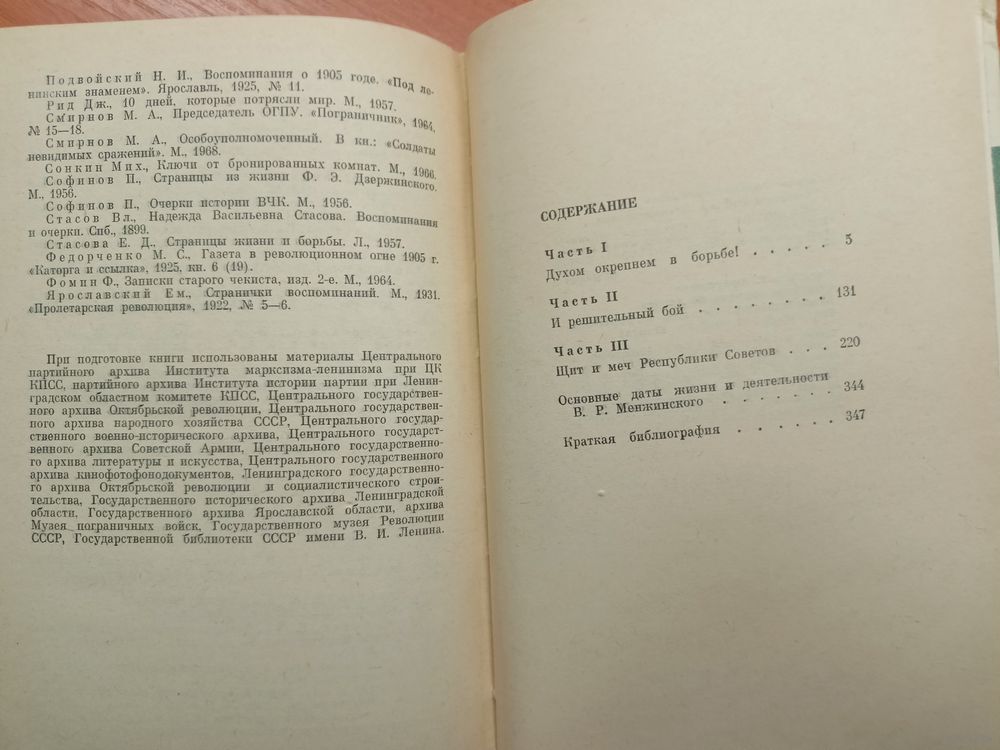 Подвойский Н. И., Воспоминания о 1905 годе. «Под ле-
нинским знаменем». Ярославль, 1925, № 11.
Рид Дж., 10 дней, которые потрясли мир. М., 1957.
Смирнов М. А., Председатель ОГПУ. «Пограничник», 1964,
№ 15—18.
Смирнов М. А., Особоуполномоченный. В кн.: «Солдаты
невидимых сражений». М., 1968.
Сонкин Мих., Ключи от бронированных комнат. М., 1966.
Софинов П., Страницы из жизни Ф. Э. Дзержинского.
М., 1956.
Софинов П., Очерки истории ВЧК. М., 1956.
Стасов Вл., Надежда Васильевна Стасова. Воспоминания
и очерки. Спб., 1899.
Стасова Е. Д., Страницы жизни и борьбы. Л., 1957.
Федорченко М. С., Газета в революционном огне 1905 г.
«Каторга и ссылка», 1925, кн. 6 (19).
Фомин Ф., Записки старого чекиста, изд. 2-е. М., 1964.
Ярославский Ем., Странички воспоминаний. М., 1931.
«Пролетарская революция», 1922, № 5—6.
При подготовке книги использованы материалы Центрального
партийного архива Института марксизма-ленинизма при ЦК
КПСС, партийного архива Института истории партии при Ленин-
градском областном комитете КПСС, Центрального государствен-
ного архива Октябрьской революции, Центрального государствен-
ного архива народного хозяйства СССР, Центрального государ-
ственного военно-исторического архива, Центрального государст-
венного архива Советской Армии, Центрального государственно-
го архива литературы и искусства, Центрального государственного
архива кинофотофонодокументов, Ленинградского государственно-
го архива Октябрьской революции и социалистического строи-
тельства, Государственного исторического архива Ленинградской
области, Государственного архива Ярославской области, архива
Музея пограничных войск, Государственного музея Революции
СССР, Государственной библиотеки СССР имени В. И. Ленина.
СОДЕРЖАНИЕ
Часть I
Духом окрепнем в борьбе! . . . . . 5
Часть II
И решительный бой . . . . . . . 131
Часть III
Щит и меч Республики Советов . . . 220
Основные даты жизни и деятельности
В. Р. Менжинского . . . . . . . 344
Краткая библиография . . . . . . 347